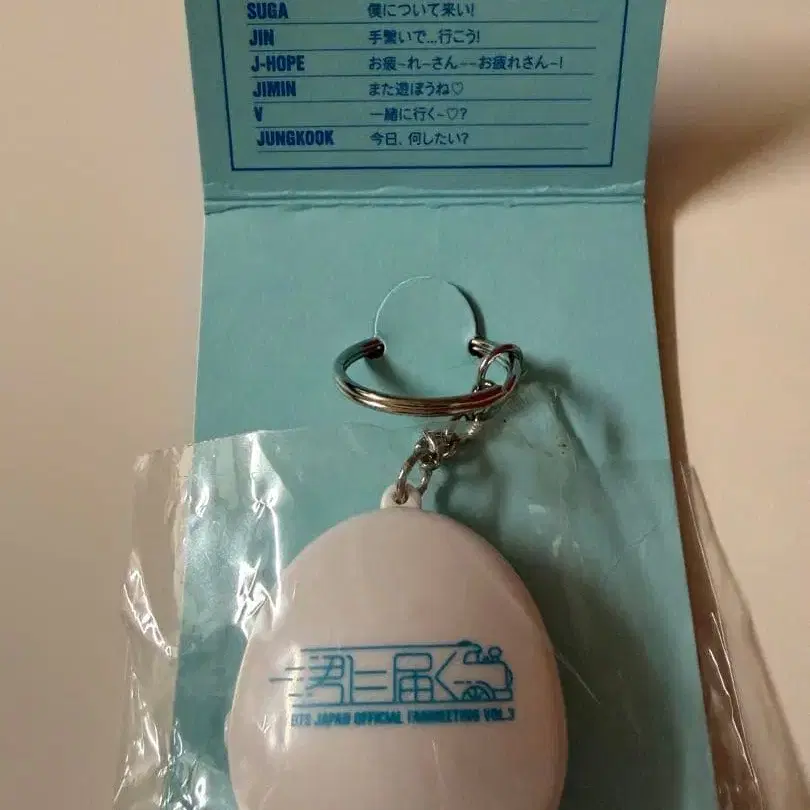 SUGA 僕について来い!
JIN 手繋いで...行こう!
J-HOPE お疲-れ-さん--お疲れさん-!
JIMIN また遊ぼうね♡
V 一緒に行く~♡?
JUNGKOOK 今日、何したい?
君に届く
BTS JAPAN OFFICIAL FANMEETING VOL.3